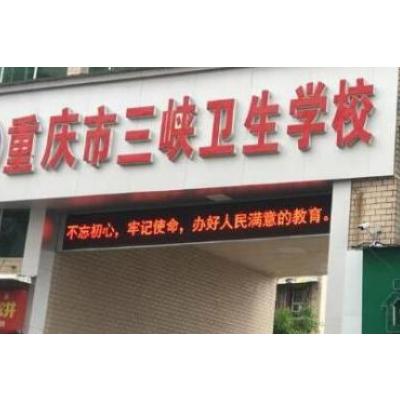 重庆市三峡卫生学校
不忘初心，牢记使命，办好人民满意的教育。